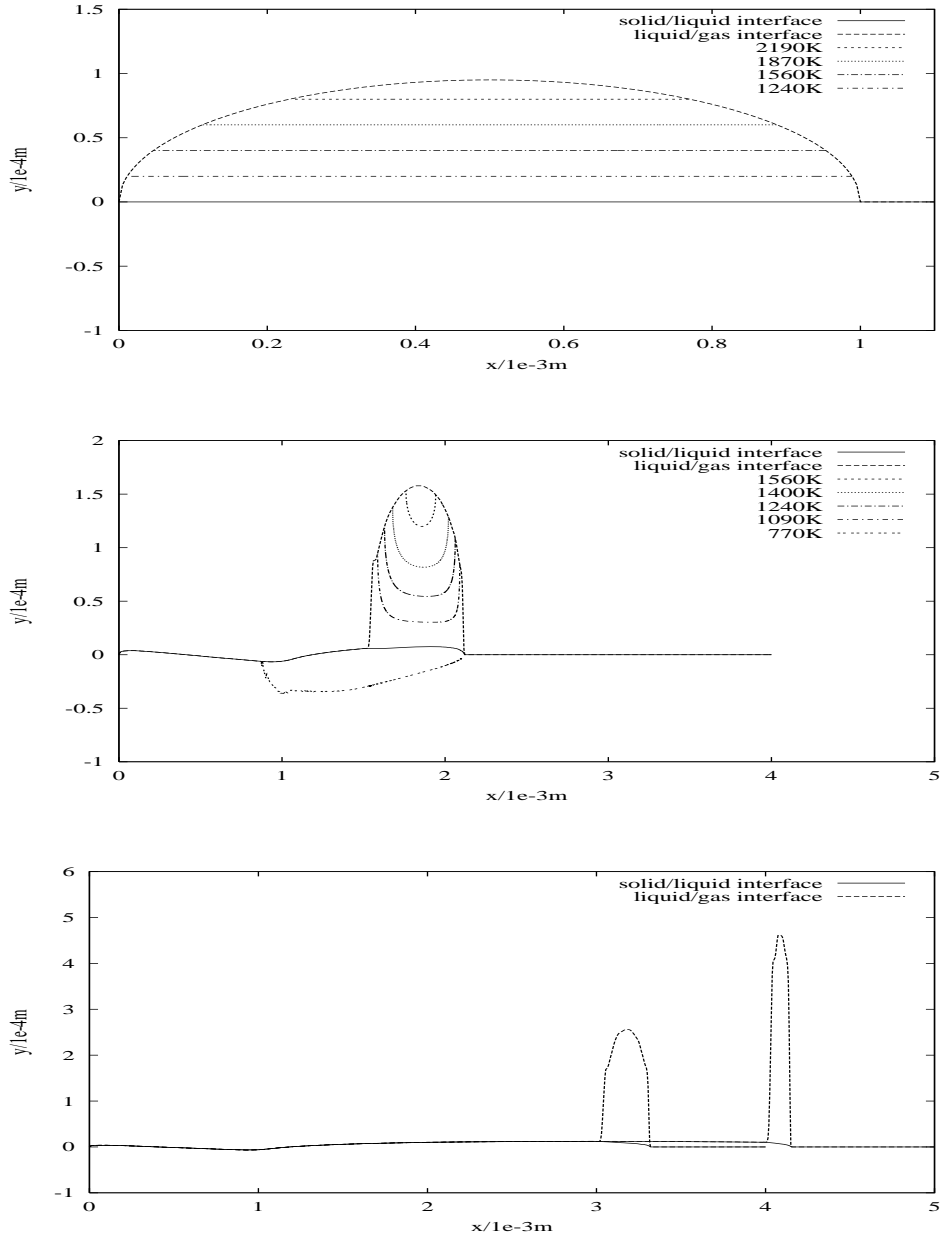 1.5
1
0.5
0
-0.5
-1
y/1e-4m
solid/liquid interface
liquid/gas interface
2190K
1870K
1560K
1240K
0 0.2 0.4 0.6 0.8 1
x/1e-3m
2
1.5
1
0.5
0
-0.5
-1
y/1e-4m
solid/liquid interface
liquid/gas interface
1560K
1400K
1240K
1090K
770K
0 1 2 3 4 5
x/1e-3m
6
5
4
3
2
1
0
-1
y/1e-4m
solid/liquid interface
liquid/gas interface
0 1 2 3 4 5
x/1e-3m